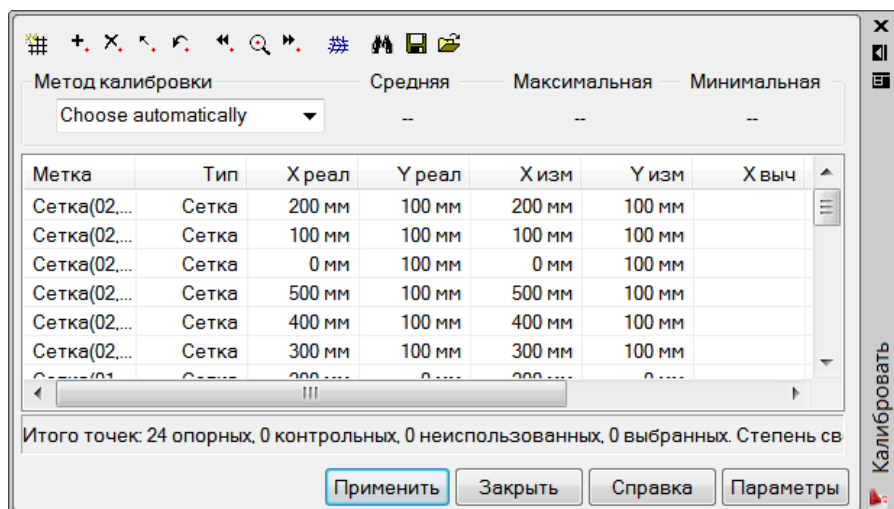 Метод калибровки Средняя Максимальная Минимальная
Choose automatically -- -- --
Метка Тип X реал Y реал X изм Y изм X выч
Сетка(02,... Сетка 200 мм 100 мм 200 мм 100 мм
Сетка(02,... Сетка 100 мм 100 мм 100 мм 100 мм
Сетка(02,... Сетка 0 мм 100 мм 0 мм 100 мм
Сетка(02,... Сетка 500 мм 100 мм 500 мм 100 мм
Сетка(02,... Сетка 400 мм 100 мм 400 мм 100 мм
Сетка(02,... Сетка 300 мм 100 мм 300 мм 100 мм
Итого точек: 24 опорных, 0 контрольных, 0 неиспользованных, 0 выбранных. Степень св
Применить Закрыть Справка Параметры
Калибровать